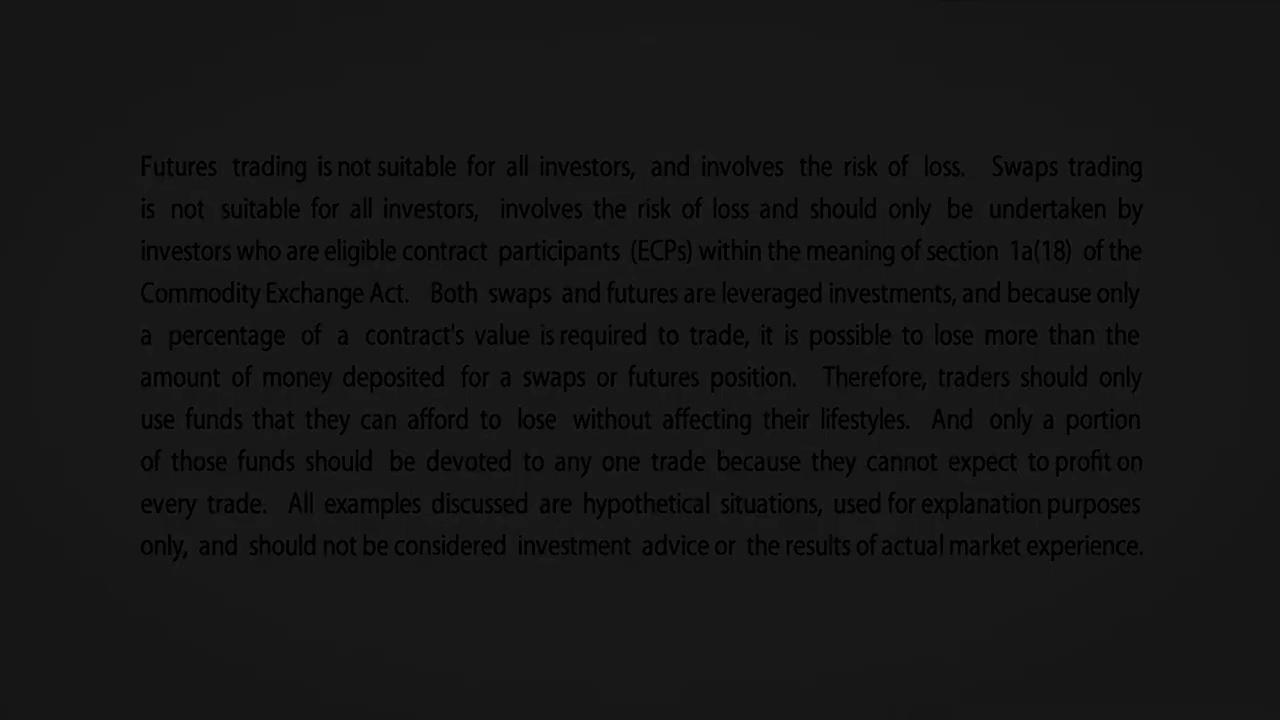 Futures trading is not suitable for all investors, and involves the risk of loss. Swaps trading
is not suitable for all investors, involves the risk of loss and should only be undertaken by
investors who are eligible contract participants (ECPs) within the meaning of section 1a(18) of the
Commodity Exchange Act. Both swaps and futures are leveraged investments, and because only
a percentage of a contract's value is required to trade, it is possible to lose more than the
amount of money deposited for a swaps or futures position. Therefore, traders should only
use funds that they can afford to lose without affecting their lifestyles. And only a portion
of those funds should be devoted to any one trade because they cannot expect to profit on
every trade. All examples discussed are hypothetical situations, used for explanation purposes
only, and should not be considered investment advice or the results of actual market experience.